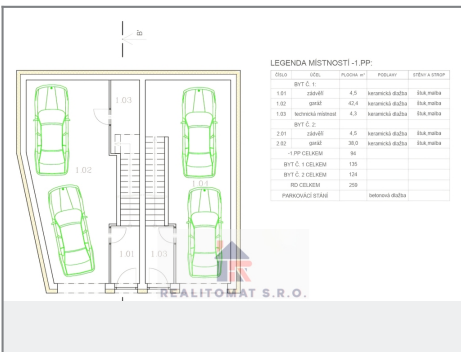 B'
LEGENDA MÍSTNOSTÍ -1.PP:
ČÍSLO ÚČEL PLOCHA m² PODLAHY STĚNY A STROP
BYT Č. 1:
1.01 zádvěří 4,5 keramická dlažba štuk,malba
1.02 garáž 42,4 keramická dlažba štuk,malba
1.03 technická místnost 4,3 keramická dlažba štuk,malba
BYT Č. 2:
2.01 zádvěří 4,5 keramická dlažba štuk,malba
2.02 garáž 38,0 keramická dlažba štuk,malba
-1.PP CELKEM 94
BYT Č. 1 CELKEM 135
BYT Č. 2 CELKEM 124
RD CELKEM 259
PARKOVACÍ STÁNÍ betonová dlažba
1.03
1.02
1.01
REALITOMAT S.R.O.